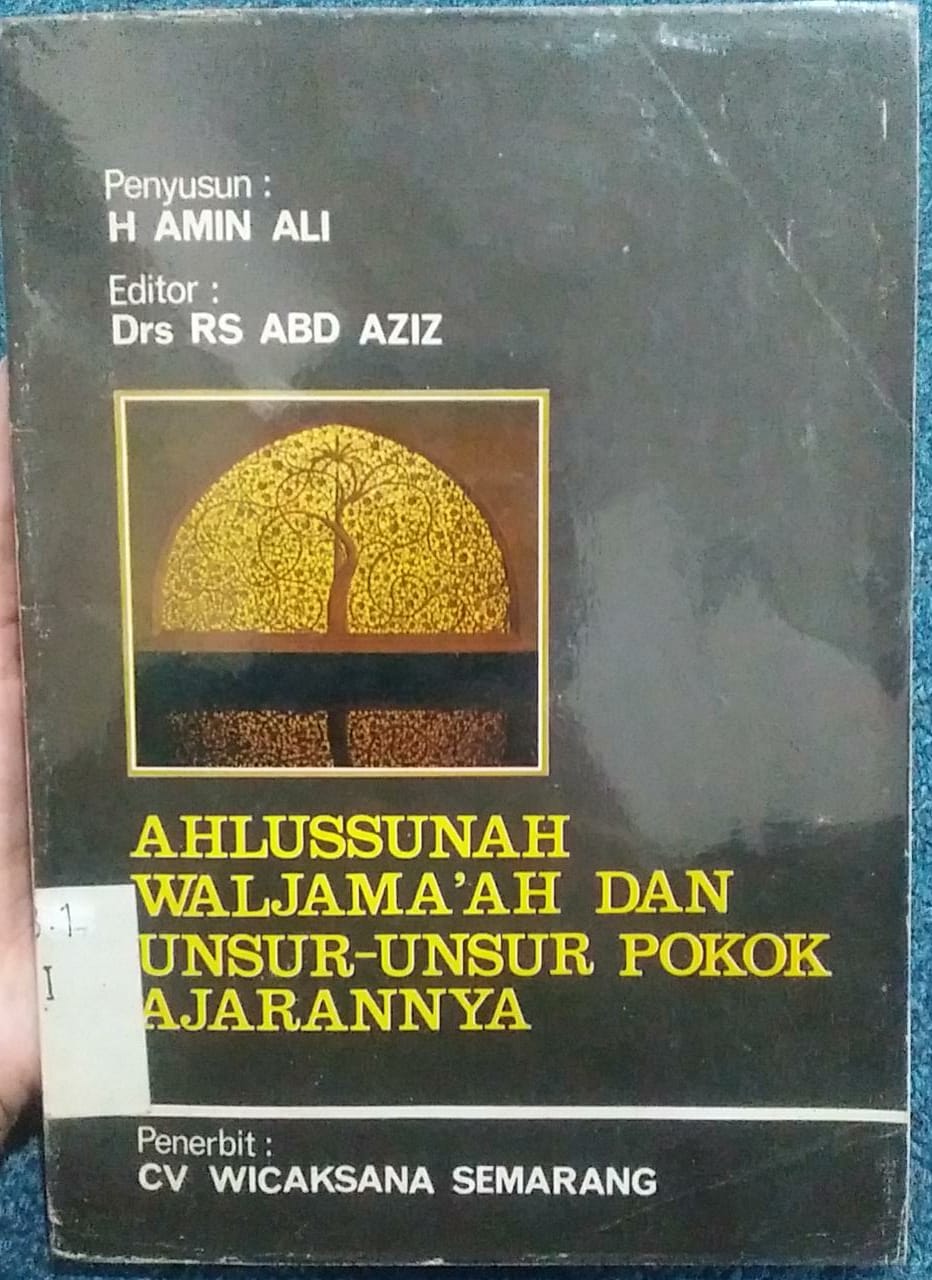 Penyusun :
H AMIN ALI
Editor :
Drs RS ABD AZIZ
AHLUSSUNAH
WALJAMA'AH DAN
UNSUR-UNSUR POKOK
AJARANNYA
.1
I
Penerbit :
CV WICAKSANA SEMARANG